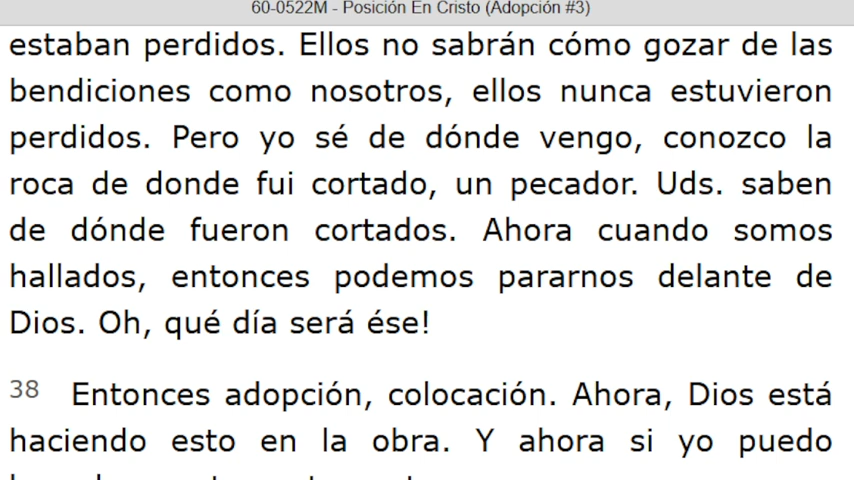 60-0522M - Posición En Cristo (Adopción #3)
estaban perdidos. Ellos no sabrán cómo gozar de las
bendiciones como nosotros, ellos nunca estuvieron
perdidos. Pero yo sé de dónde vengo, conozco la
roca de donde fui cortado, un pecador. Uds. saben
de dónde fueron cortados. Ahora cuando somos
hallados, entonces podemos pararnos delante de
Dios. Oh, qué día será ése!
38 Entonces adopción, colocación. Ahora, Dios está
haciendo esto en la obra. Y ahora si yo puedo